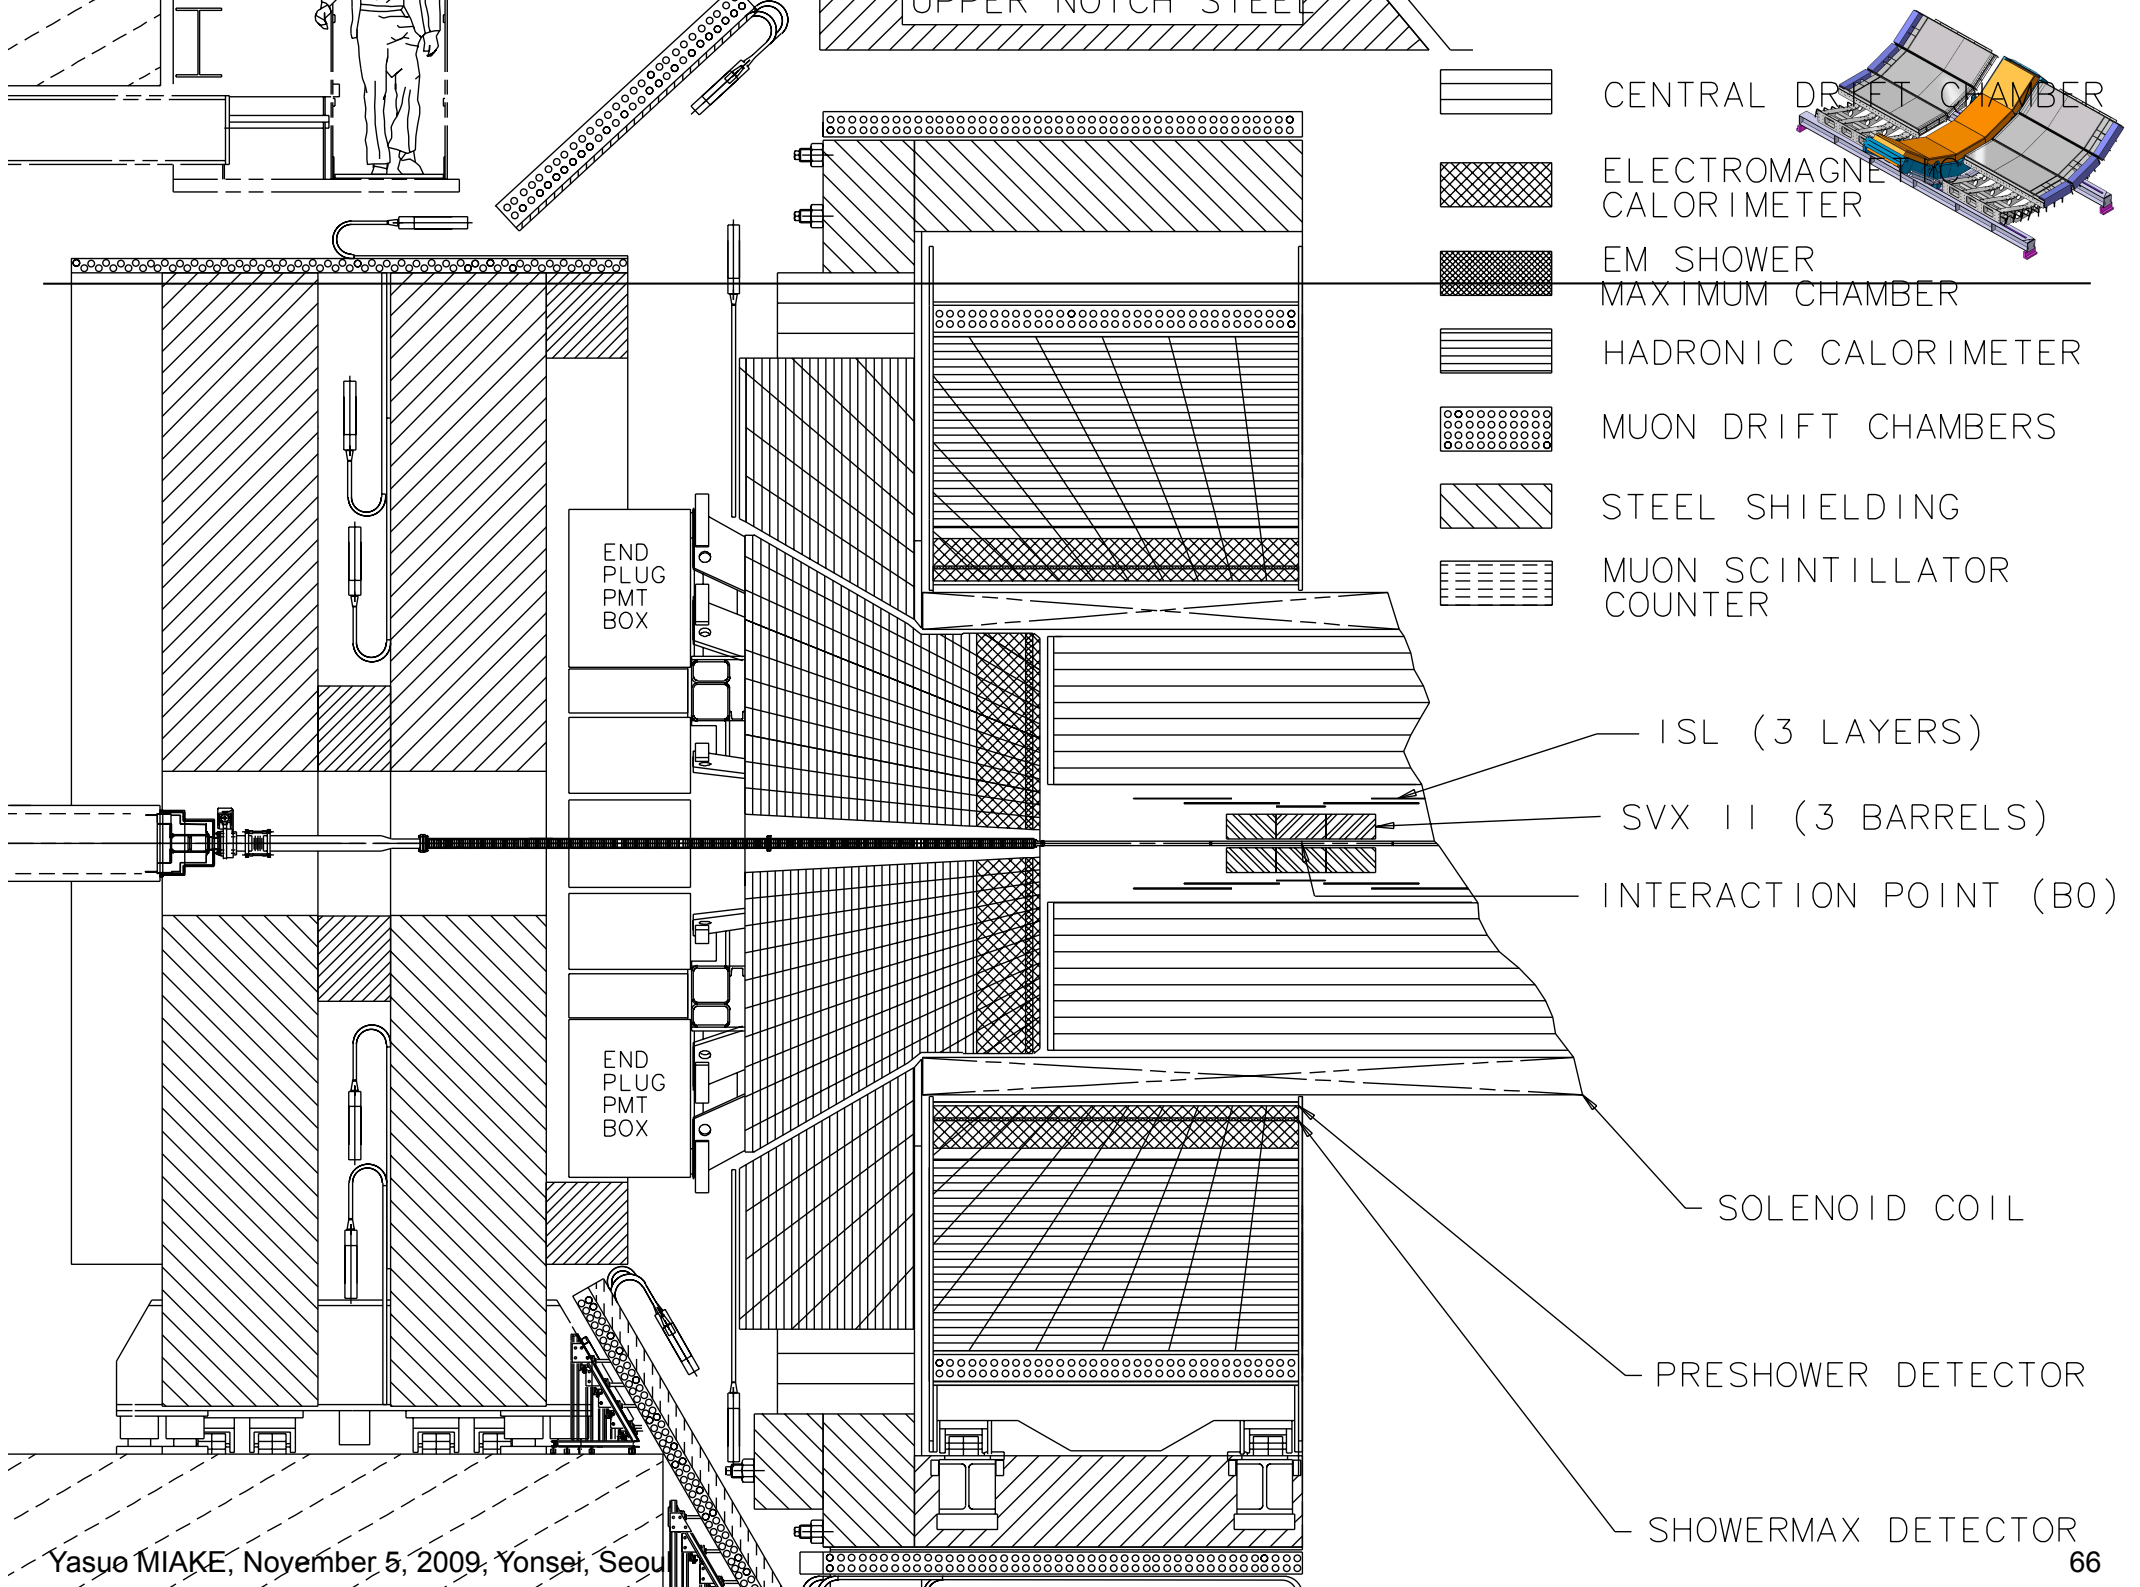 UPPER NOTCH STEEL
CENTRAL DRIFT CHAMBER
ELECTROMAGNETIC
CALORIMETER
EM SHOWER
MAXIMUM CHAMBER
HADRONIC CALORIMETER
MUON DRIFT CHAMBERS
STEEL SHIELDING
MUON SCINTILLATOR
COUNTER
END
PLUG
PMT
BOX
ISL (3 LAYERS)
SVX II (3 BARRELS)
INTERACTION POINT (B0)
END
PLUG
PMT
BOX
SOLENOID COIL
PRESHOWER DETECTOR
SHOWERMAX DETECTOR
Yasuo MIAKE, November 5, 2009, Yonsei, Seoul
66